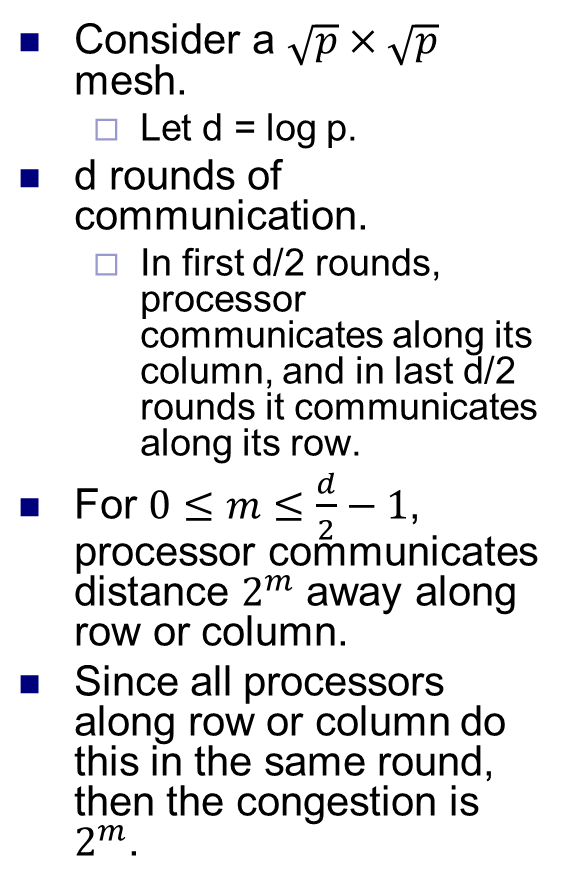 Consider a √p × √p
mesh.
Let d = log p.
d rounds of
communication.
In first d/2 rounds,
processor
communicates along its
column, and in last d/2
rounds it communicates
along its row.
For 0 ≤ m ≤ d/2 − 1,
processor communicates
distance 2^m away along
row or column.
Since all processors
along row or column do
this in the same round,
then the congestion is
2^m.